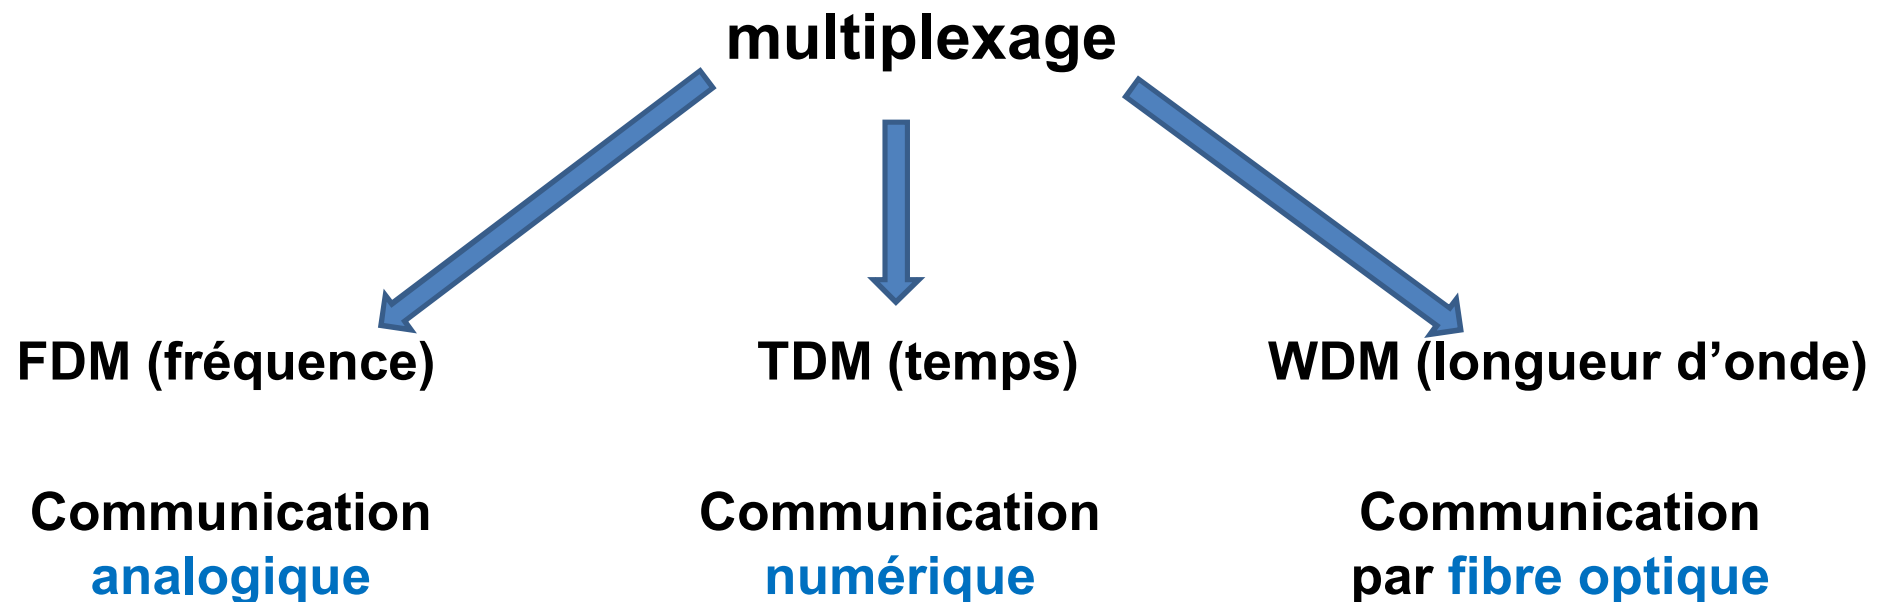 multiplexage
FDM (fréquence)
TDM (temps)
WDM (longueur d’onde)
Communication
analogique
Communication
numérique
Communication
par fibre optique